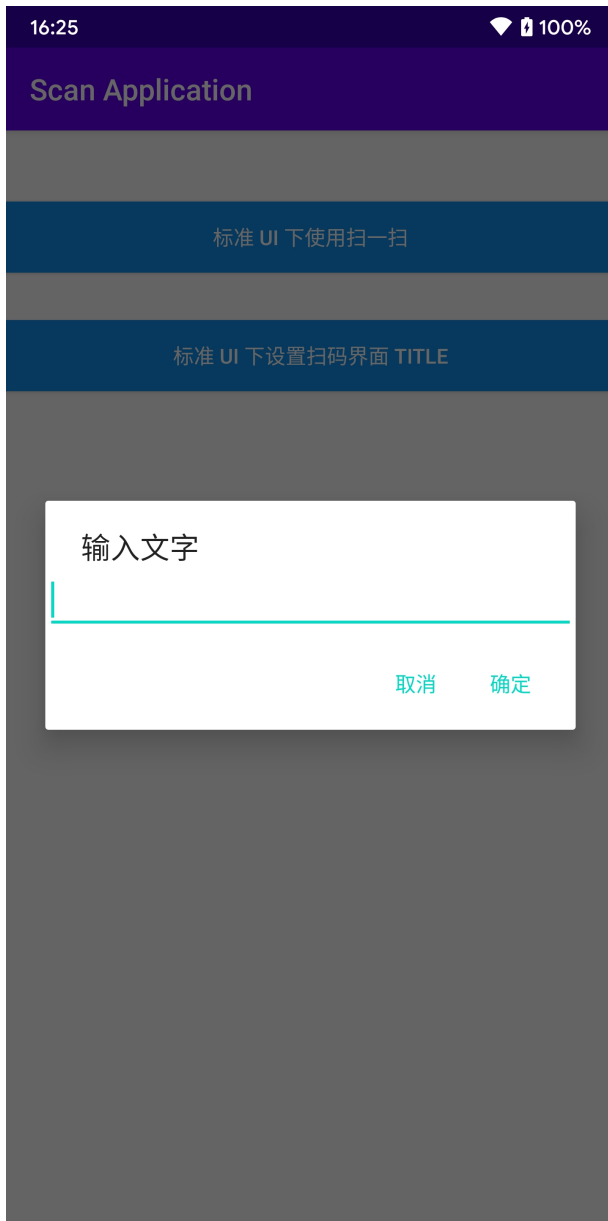 16:25 100%
Scan Application
标准 UI 下使用扫一扫
标准 UI 下设置扫码界面 TITLE
输入文字
取消 确定